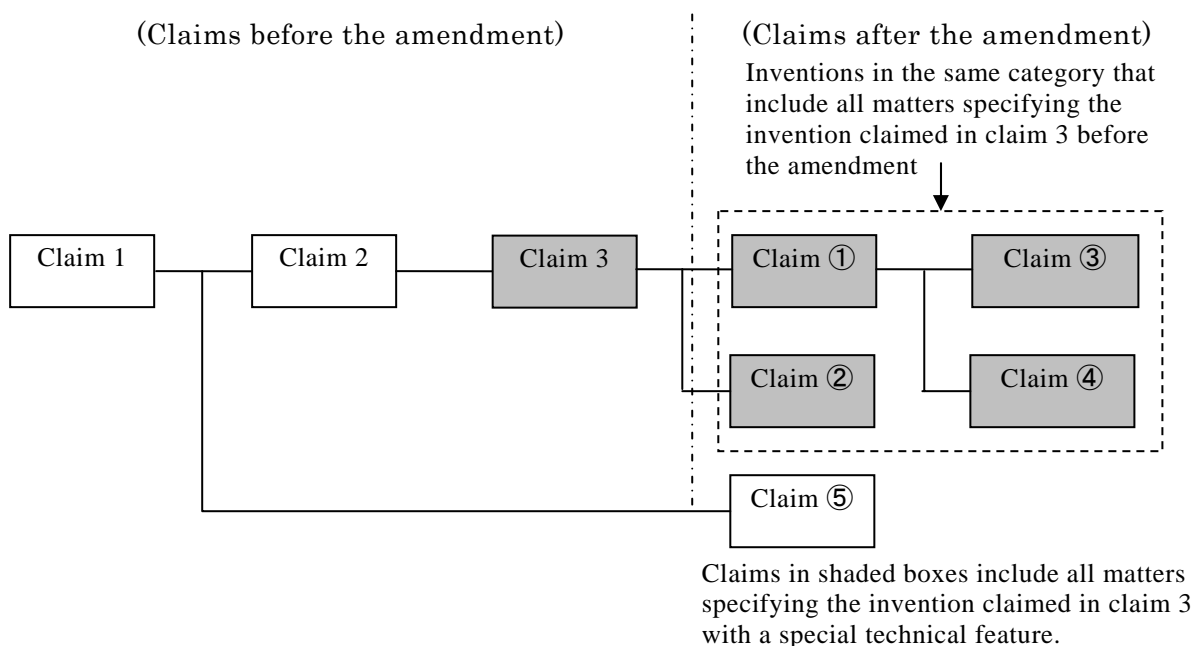 (Claims before the amendment)
(Claims after the amendment)
Inventions in the same category that
include all matters specifying the
invention claimed in claim 3 before
the amendment
Claim 1
Claim 2
Claim 3
Claim ①
Claim ③
Claim ②
Claim ④
Claim ⑤
Claims in shaded boxes include all matters
specifying the invention claimed in claim 3
with a special technical feature.